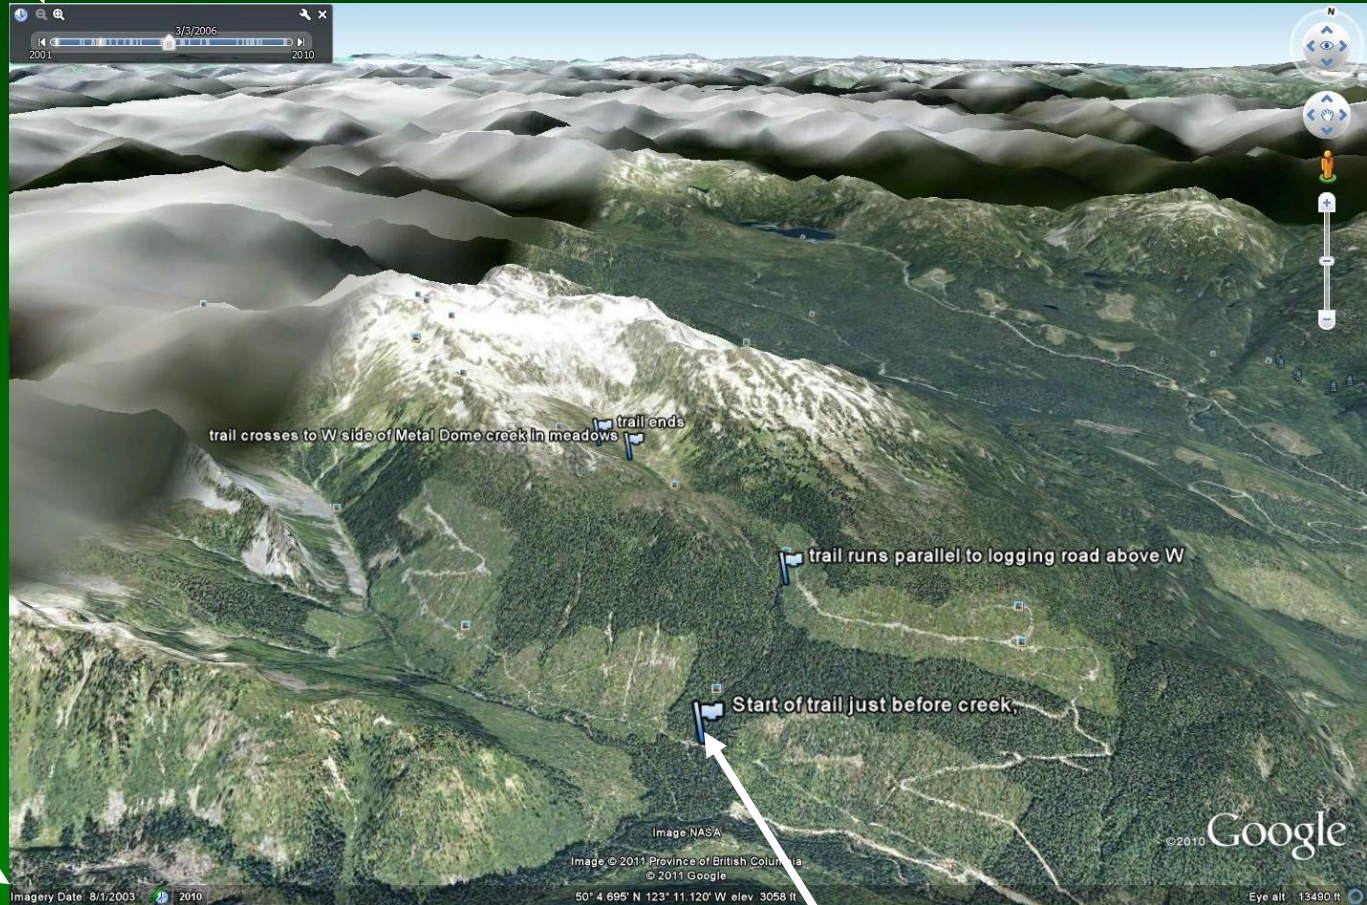 N
3/3/2006
2001
2010
trail ends
trail crosses to W side of Metal Dome creek in meadows
trail runs parallel to logging road above W
Start of trail just before creek,
Image NASA
Image © 2011 Province of British Columbia
© 2011 Google
©2010 Google
Imagery Date: 8/1/2003
2010
50° 4.695' N 123° 11.120' W elev 3058 ft
Eye alt 13490 ft